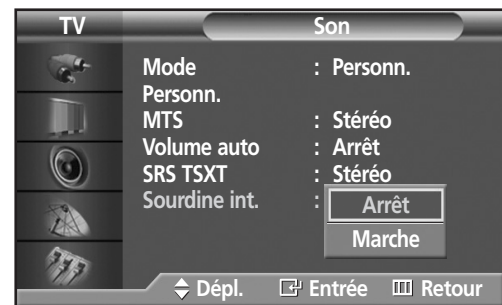 TV Son
Mode : Personn.
Personn.
MTS : Stéréo
Volume auto : Arrêt
SRS TSXT : Stéréo
Sourdine int. : Arrêt
Marche
Dépl. Entrée Retour